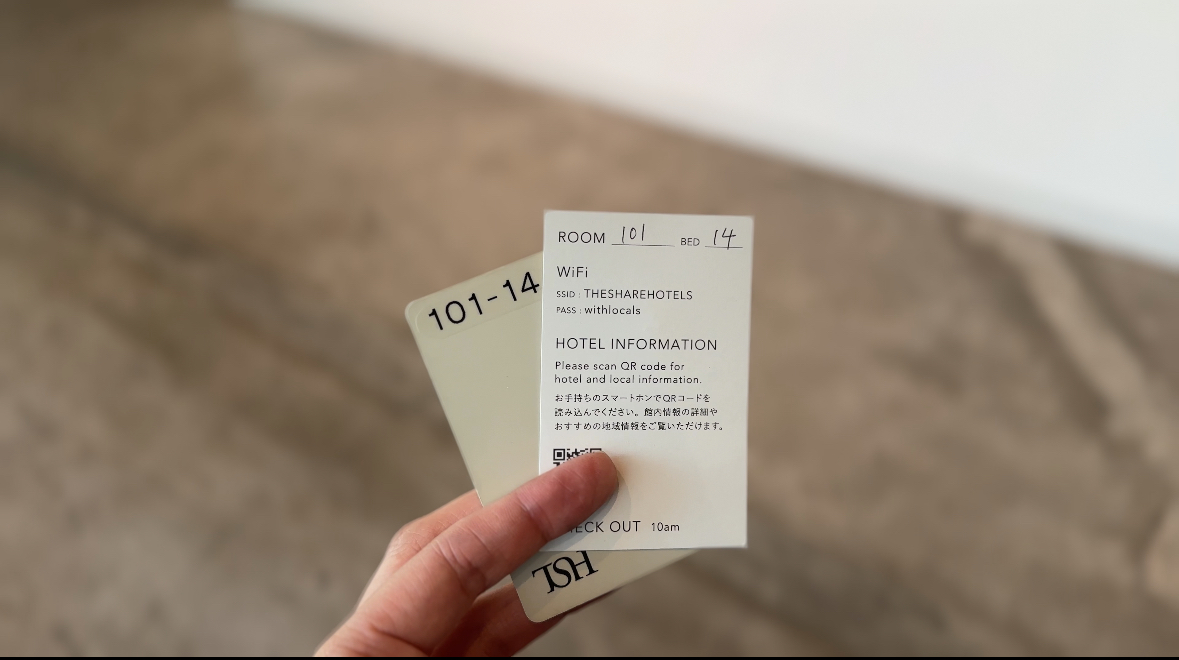 ROOM 101 BED 14
WiFi
SSID : THESHAREHOTELS
PASS : withlocals
HOTEL INFORMATION
Please scan QR code for
hotel and local information.
お手持ちのスマートホンでQRコードを
読み込んでください。館内情報の詳細や
おすすめの地域情報をご覧いただけます。
ECK OUT 10am
101-14
TSH